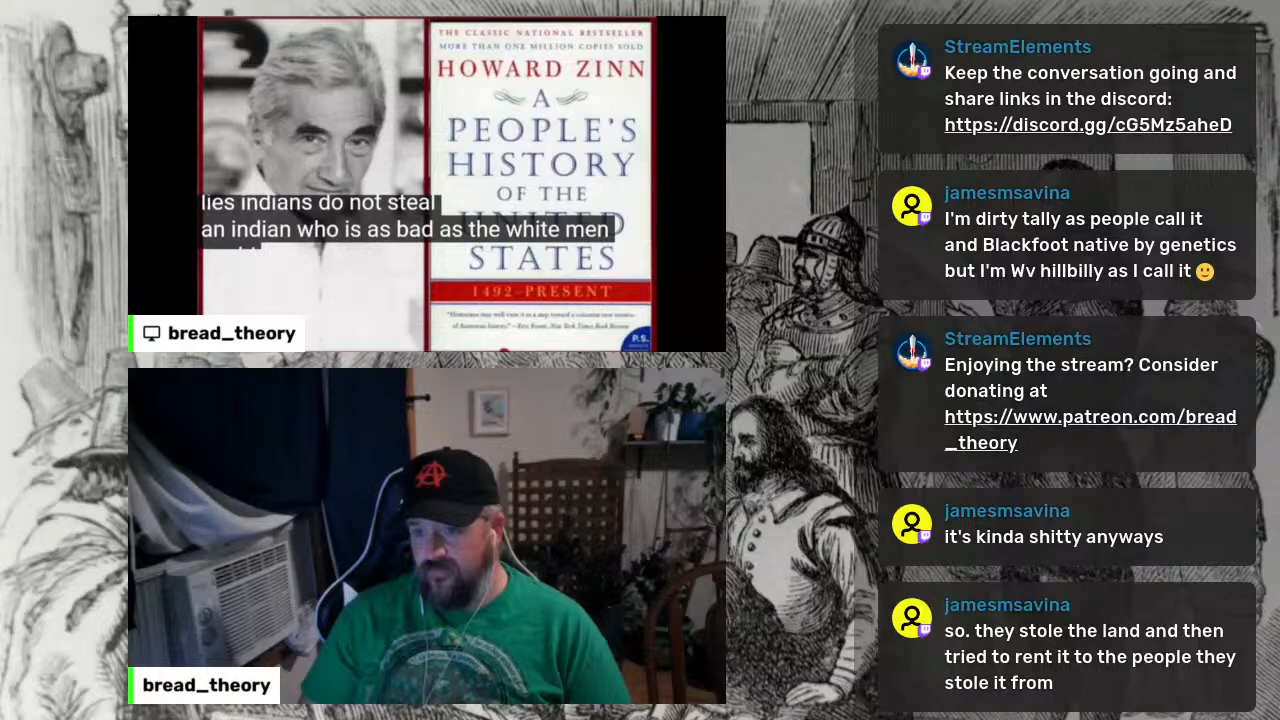 THE CLASSIC NATIONAL BESTSELLER
MORE THAN ONE MILLION COPIES SOLD
HOWARD ZINN
A
PEOPLE'S
HISTORY
OF THE
UNITED
STATES
1492–PRESENT
P.S.
lies indians do not steal
an indian who is as bad as the white men
bread_theory
bread_theory
StreamElements
Keep the conversation going and
share links in the discord:
https://discord.gg/cG5Mz5aheD
jamesmsavina
I'm dirty tally as people call it
and Blackfoot native by genetics
but I'm Wv hillbilly as I call it 🙂
StreamElements
Enjoying the stream? Consider
donating at
https://www.patreon.com/bread
_theory
jamesmsavina
it's kinda shitty anyways
jamesmsavina
so. they stole the land and then
tried to rent it to the people they
stole it from